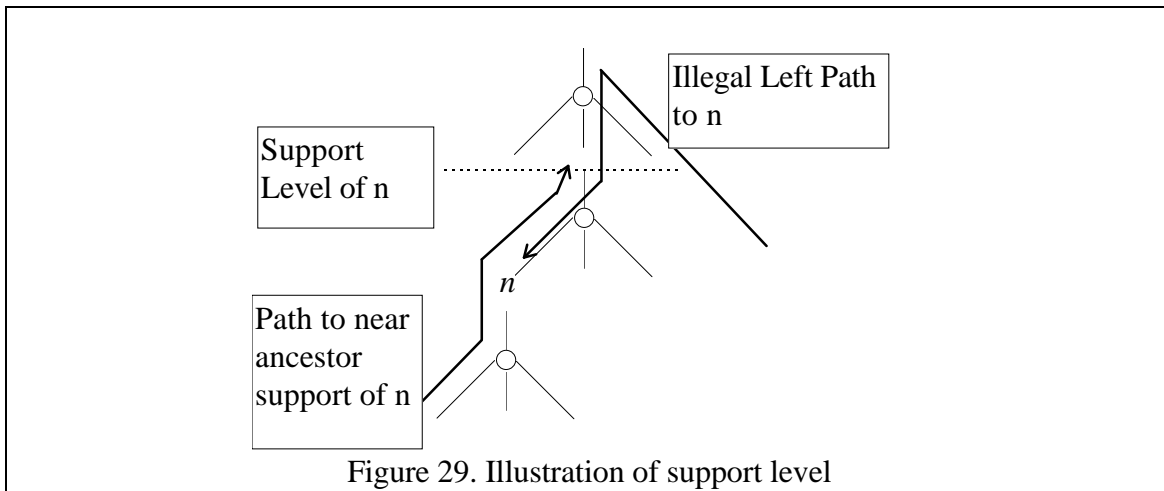 Illegal Left Path
to n
Support
Level of n
n
Path to near
ancestor
support of n
Figure 29. Illustration of support level